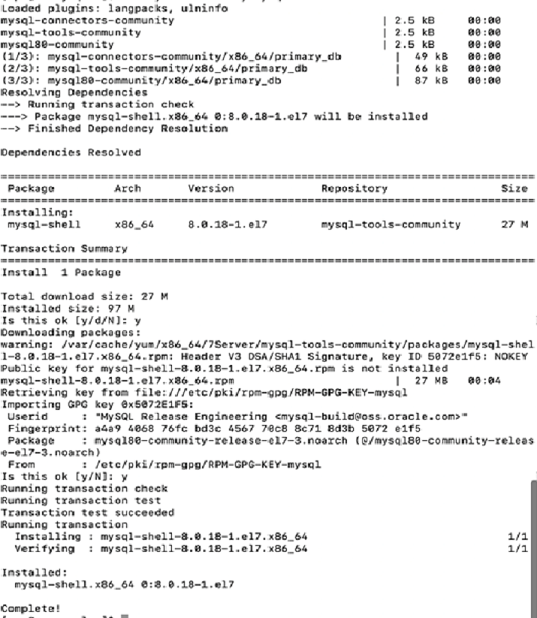 Loaded plugins: langpacks, ulninfo
mysql-connectors-community | 2.5 kB 00:00
mysql-tools-community | 2.5 kB 00:00
mysql80-community | 2.5 kB 00:00
(1/3): mysql-connectors-community/x86_64/primary_db | 49 kB 00:00
(2/3): mysql-tools-community/x86_64/primary_db | 66 kB 00:00
(3/3): mysql80-community/x86_64/primary_db | 87 kB 00:00
Resolving Dependencies
--> Running transaction check
---> Package mysql-shell.x86_64 0:8.0.18-1.el7 will be installed
--> Finished Dependency Resolution
Dependencies Resolved
================================================================================
Package Arch Version Repository Size
================================================================================
Installing:
mysql-shell x86_64 8.0.18-1.el7 mysql-tools-community 27 M
Transaction Summary
================================================================================
Install 1 Package
Total download size: 27 M
Installed size: 97 M
Is this ok [y/d/N]: y
Downloading packages:
warning: /var/cache/yum/x86_64/7Server/mysql-tools-community/packages/mysql-shel
l-8.0.18-1.el7.x86_64.rpm: Header V3 DSA/SHA1 Signature, key ID 5072e1f5: NOKEY
Public key for mysql-shell-8.0.18-1.el7.x86_64.rpm is not installed
mysql-shell-8.0.18-1.el7.x86_64.rpm | 27 MB 00:04
Retrieving key from file:///etc/pki/rpm-gpg/RPM-GPG-KEY-mysql
Importing GPG key 0x5072E1F5:
Userid : "MySQL Release Engineering <mysql-build@oss.oracle.com>"
Fingerprint: a4a9 4068 76fc bd3c 4567 70c8 8c71 8d3b 5072 e1f5
Package : mysql80-community-release-el7-3.noarch (@/mysql80-community-releas
e-el7-3.noarch)
From : /etc/pki/rpm-gpg/RPM-GPG-KEY-mysql
Is this ok [y/N]: y
Running transaction check
Running transaction test
Transaction test succeeded
Running transaction
Installing : mysql-shell-8.0.18-1.el7.x86_64 1/1
Verifying : mysql-shell-8.0.18-1.el7.x86_64 1/1
Installed:
mysql-shell.x86_64 0:8.0.18-1.el7
Complete!